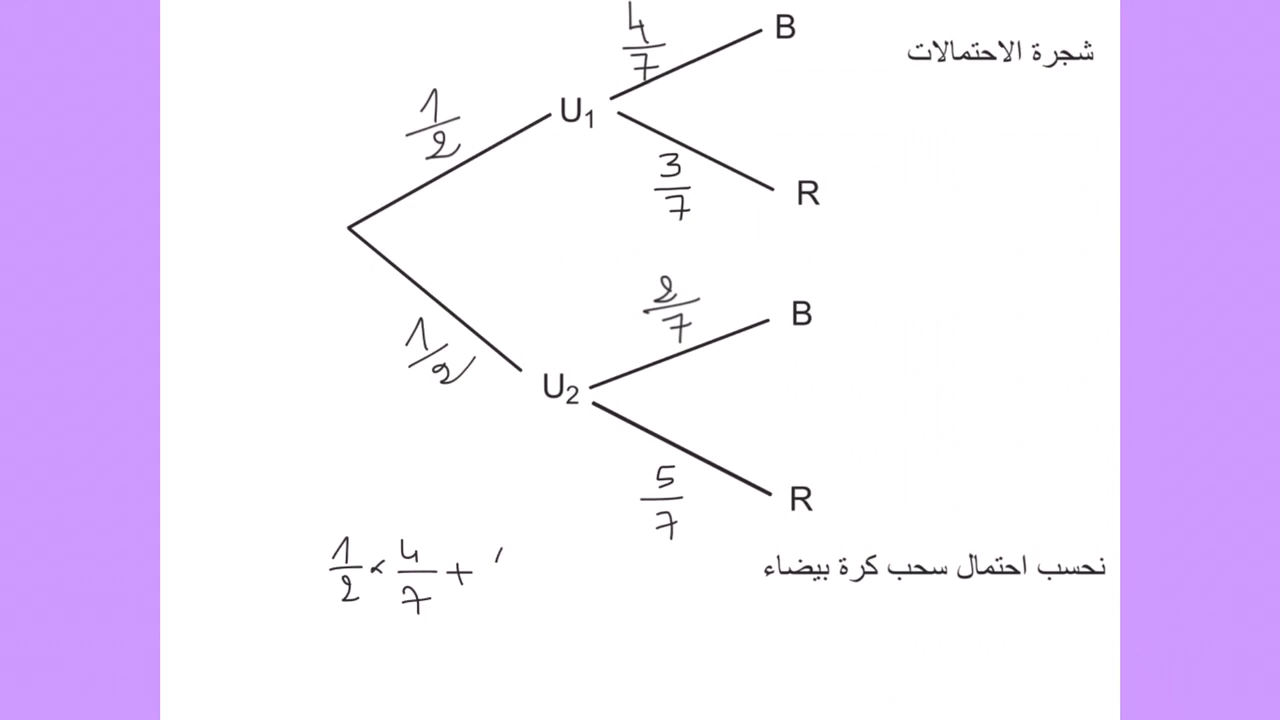 شجرة الاحتمالات
4/7
B
1/2
U₁
3/7
R
2/7
B
1/2
U₂
5/7
R
نحسب احتمال سحب كرة بيضاء
1/2 × 4/7 +